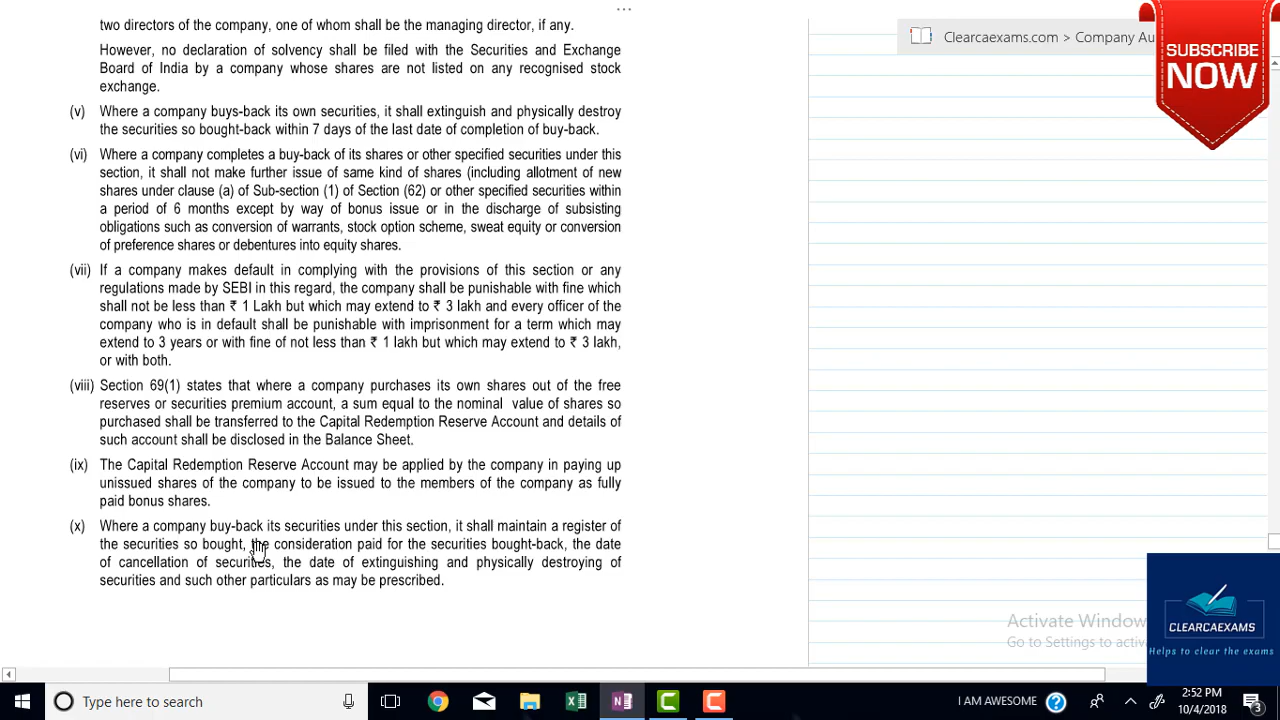 two directors of the company, one of whom shall be the managing director, if any.
However, no declaration of solvency shall be filed with the Securities and Exchange
Board of India by a company whose shares are not listed on any recognised stock
exchange.
(v) Where a company buys-back its own securities, it shall extinguish and physically destroy
the securities so bought-back within 7 days of the last date of completion of buy-back.
(vi) Where a company completes a buy-back of its shares or other specified securities under this
section, it shall not make further issue of same kind of shares (including allotment of new
shares under clause (a) of Sub-section (1) of Section (62) or other specified securities within
a period of 6 months except by way of bonus issue or in the discharge of subsisting
obligations such as conversion of warrants, stock option scheme, sweat equity or conversion
of preference shares or debentures into equity shares.
(vii) If a company makes default in complying with the provisions of this section or any
regulations made by SEBI in this regard, the company shall be punishable with fine which
shall not be less than ₹ 1 Lakh but which may extend to ₹ 3 lakh and every officer of the
company who is in default shall be punishable with imprisonment for a term which may
extend to 3 years or with fine of not less than ₹ 1 lakh but which may extend to ₹ 3 lakh,
or with both.
(viii) Section 69(1) states that where a company purchases its own shares out of the free
reserves or securities premium account, a sum equal to the nominal value of shares so
purchased shall be transferred to the Capital Redemption Reserve Account and details of
such account shall be disclosed in the Balance Sheet.
(ix) The Capital Redemption Reserve Account may be applied by the company in paying up
unissued shares of the company to be issued to the members of the company as fully
paid bonus shares.
(x) Where a company buy-back its securities under this section, it shall maintain a register of
the securities so bought, the consideration paid for the securities bought-back, the date
of cancellation of securities, the date of extinguishing and physically destroying of
securities and such other particulars as may be prescribed.
Clearcaexams.com > Company Au
SUBSCRIBE
NOW
Activate Window
Go to Settings to activ
CLEARCAEXAMS
Helps to clear the exams
Type here to search
I AM AWESOME
2:52 PM
10/4/2018
3